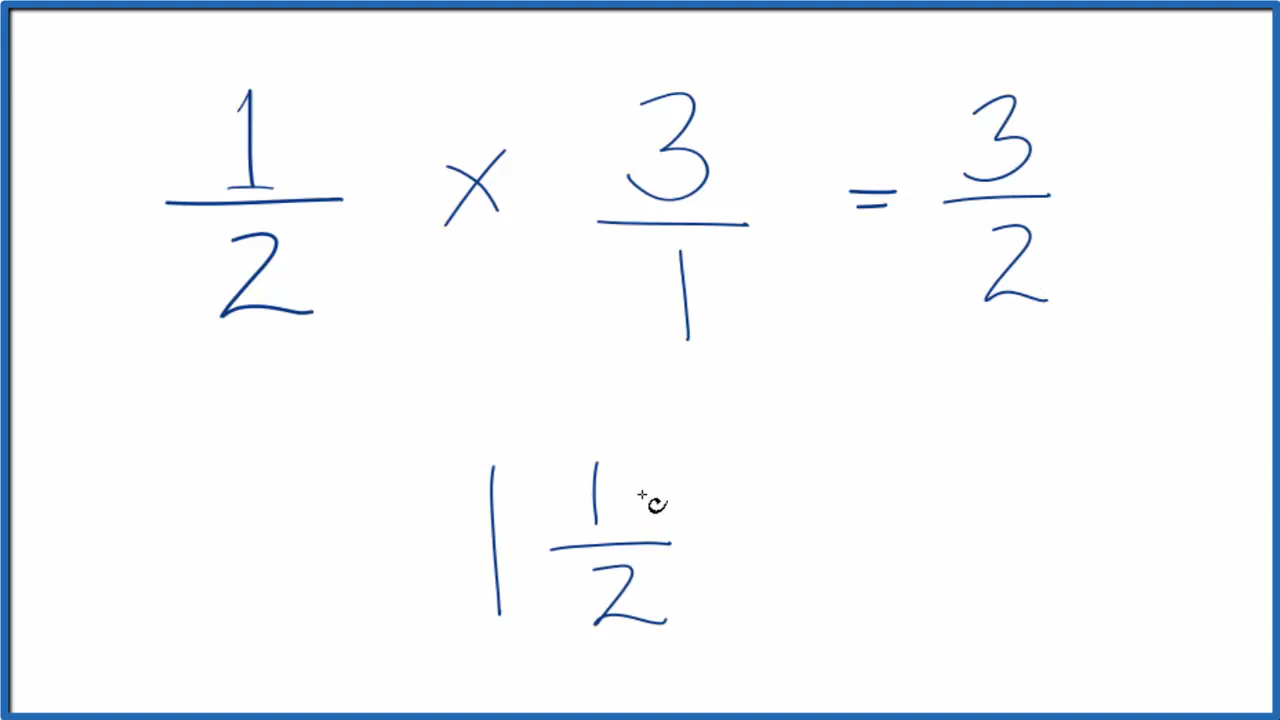 1/2 x 3/1 = 3/2
1 1/2